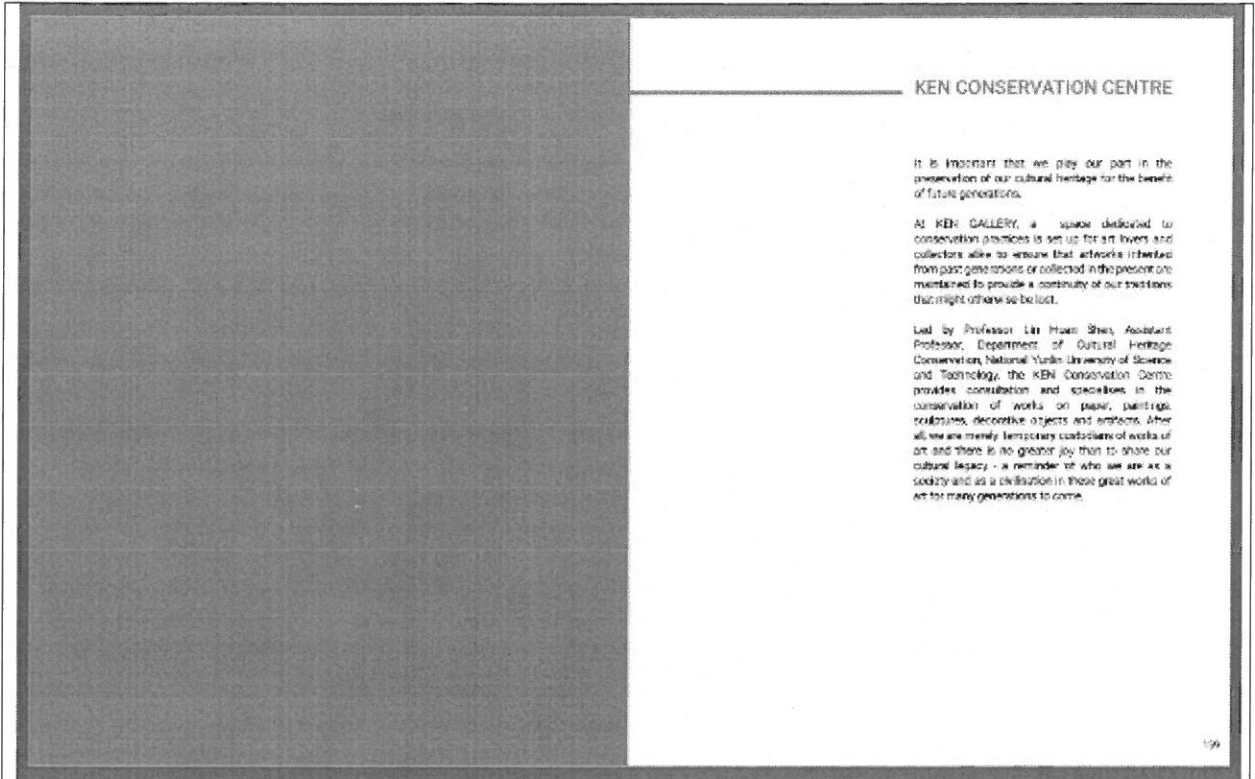 KEN CONSERVATION CENTRE
It is important that we play our part in the
preservation of our cultural heritage for the benefit
of future generations.
At KEN GALLERY, a space dedicated to
conservation practices is set up for art lovers and
collectors alike to ensure that artworks inherited
from past generations or collected in the present are
maintained to provide a continuity of our traditions
that might otherwise be lost.
Led by Professor Lin Huan Shen, Assistant
Professor, Department of Cultural Heritage
Conservation, National Yunlin University of Science
and Technology, the KEN Conservation Centre
provides consultation and specialises in the
conservation of works on paper, paintings,
sculptures, decorative objects and artifacts. After
all, we are merely temporary custodians of works of
art and there is no greater joy than to share our
cultural legacy - a reminder of who we are as a
society and as a civilisation in these great works of
art for many generations to come.
199